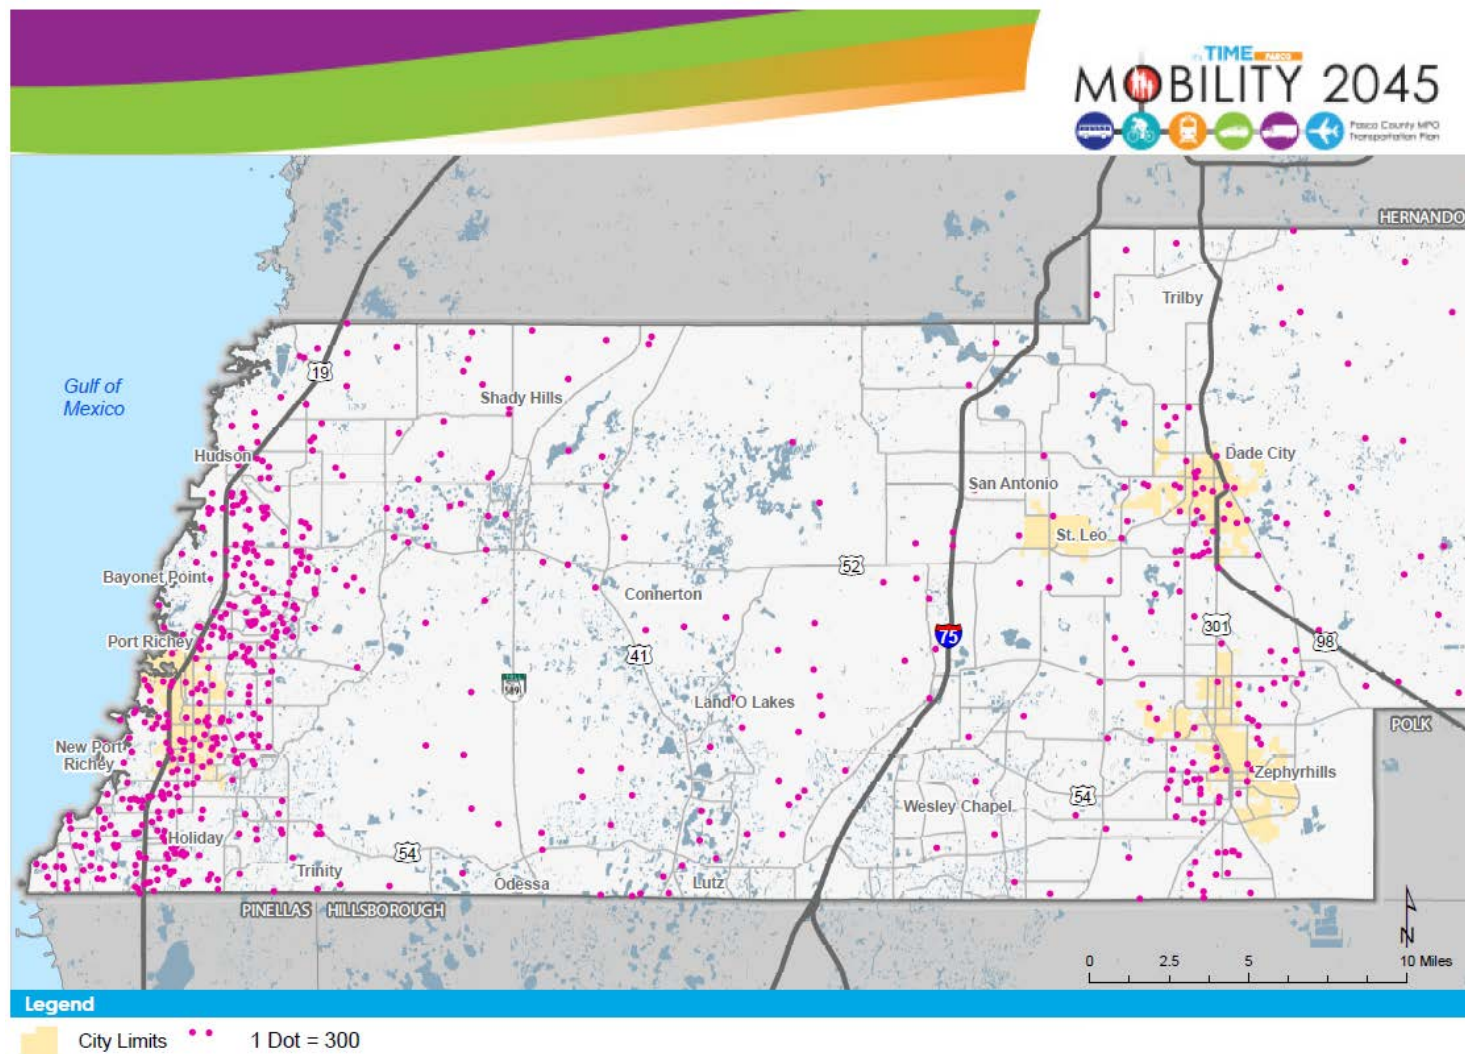 it's TIME PASCO
MOBILITY 2045
Pasco County MPO
Transportation Plan
HERNANDO
Trilby
19
Gulf of
Mexico
Shady Hills
Hudson
Dade City
San Antonio
St. Leo
52
Bayonet Point
Connerton
Port Richey
301
75
98
41
TOLL
589
Land O Lakes
POLK
New Port
Richey
Zephyrhills
54
Wesley Chapel
Holiday
54
Trinity
Odessa
Lutz
PINELLAS
HILLSBOROUGH
N
0 2.5 5 10 Miles
Legend
City Limits
1 Dot = 300